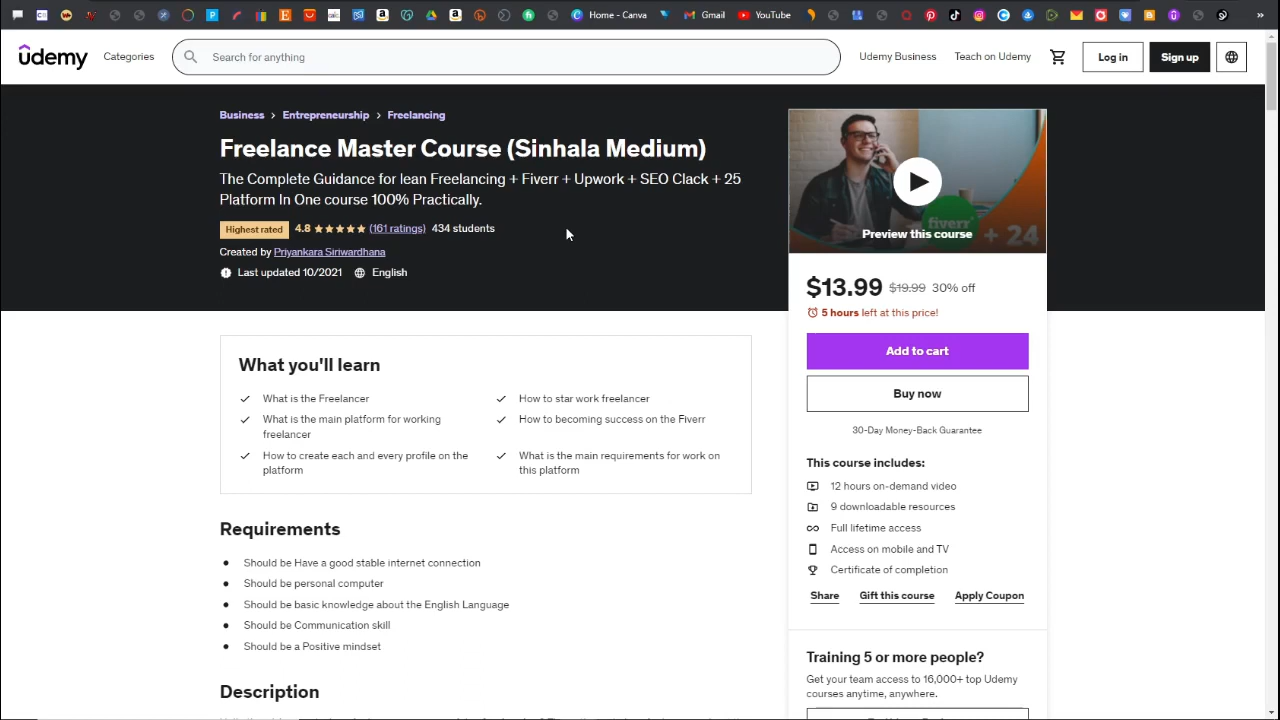 Home - Canva
Gmail
YouTube
»
ûdemy
Categories
Search for anything
Udemy Business
Teach on Udemy
Log in
Sign up
Business > Entrepreneurship > Freelancing
Freelance Master Course (Sinhala Medium)
The Complete Guidance for lean Freelancing + Fiverr + Upwork + SEO Clack + 25
Platform In One course 100% Practically.
Highest rated 4.8 (161 ratings) 434 students
Created by Priyankara Siriwardhana
Last updated 10/2021 English
fiverr
+ 24
Preview this course
$13.99 $19.99 30% off
5 hours left at this price!
Add to cart
Buy now
30-Day Money-Back Guarantee
This course includes:
12 hours on-demand video
9 downloadable resources
Full lifetime access
Access on mobile and TV
Certificate of completion
Share Gift this course Apply Coupon
Training 5 or more people?
Get your team access to 16,000+ top Udemy
courses anytime, anywhere.
What you'll learn
What is the Freelancer
What is the main platform for working
freelancer
How to create each and every profile on the
platform
How to star work freelancer
How to becoming success on the Fiverr
What is the main requirements for work on
this platform
Requirements
Should be Have a good stable internet connection
Should be personal computer
Should be basic knowledge about the English Language
Should be Communication skill
Should be a Positive mindset
Description